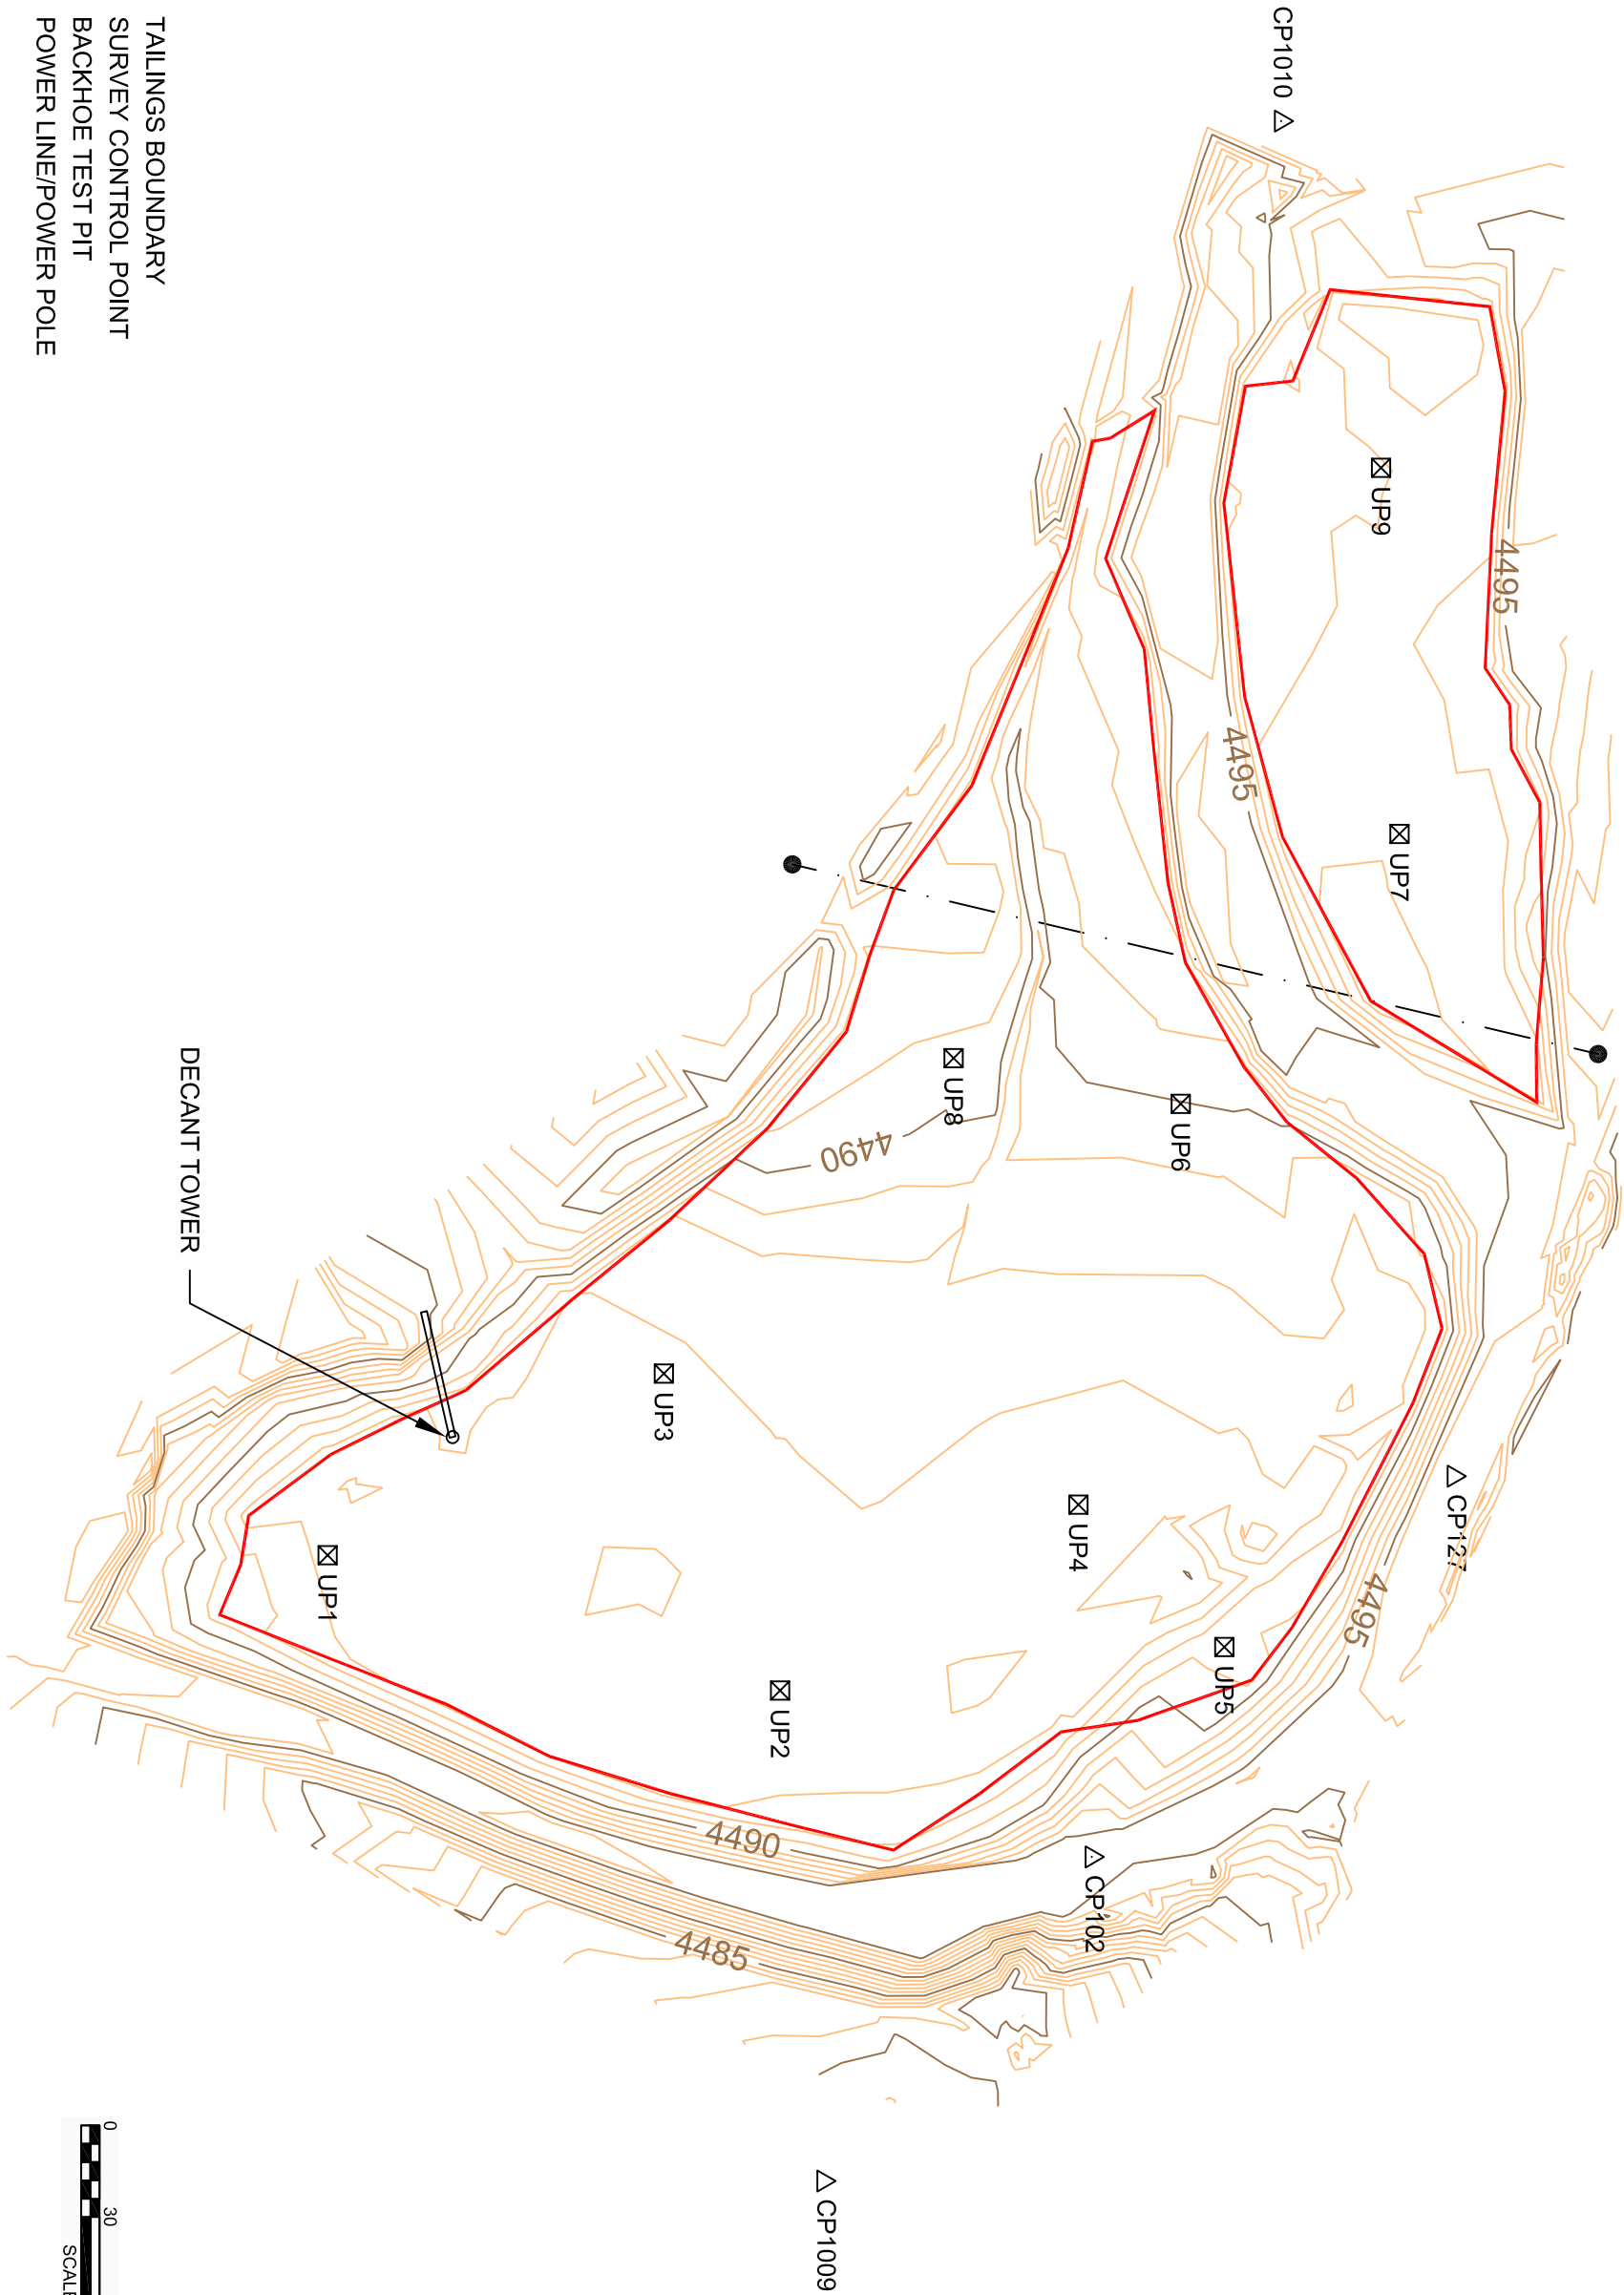 TAILINGS BOUNDARY
SURVEY CONTROL POINT
BACKHOE TEST PIT
POWER LINE/POWER POLE
CP1010
UP9
4495
4495
UP7
UP8
UP6
4490
DECANT TOWER
UP3
UP4
CP127
4495
UP1
UP5
UP2
4490
CP102
4485
CP1009
0
30
SCALE